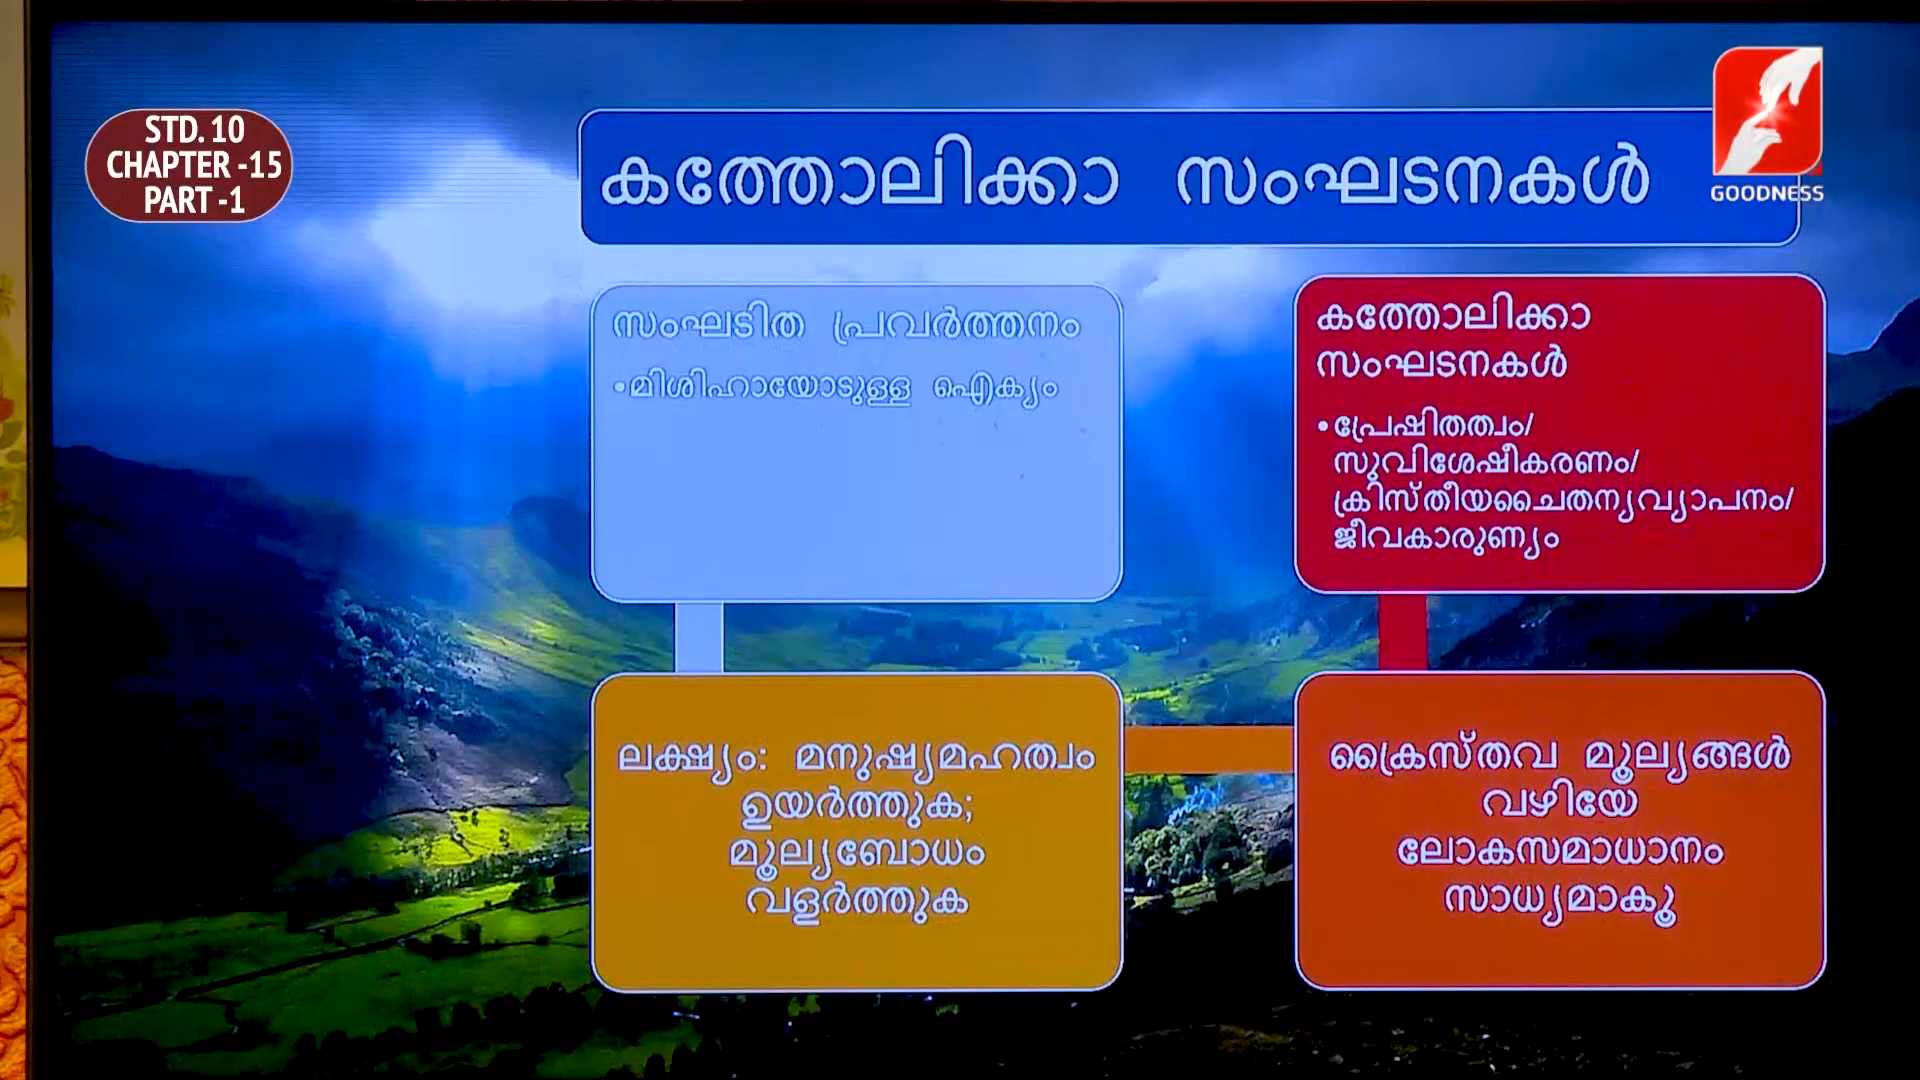 STD. 10
CHAPTER -15
PART -1
കത്തോലിക്കാ സംഘടനകൾ
GOODNESS
സംഘടിത പ്രവർത്തനം
•മിശിഹായോടുള്ള ഐക്യം
കത്തോലിക്കാ
സംഘടനകൾ
•പ്രേഷിതത്വം/
സുവിശേഷീകരണം/
ക്രിസ്തീയചൈതന്യവ്യാപനം/
ജീവകാരുണ്യം
ലക്ഷ്യം: മനുഷ്യമഹത്വം
ഉയർത്തുക;
മൂല്യബോധം
വളർത്തുക
ക്രൈസ്തവ മൂല്യങ്ങൾ
വഴിയേ
ലോകസമാധാനം
സാധ്യമാകൂ